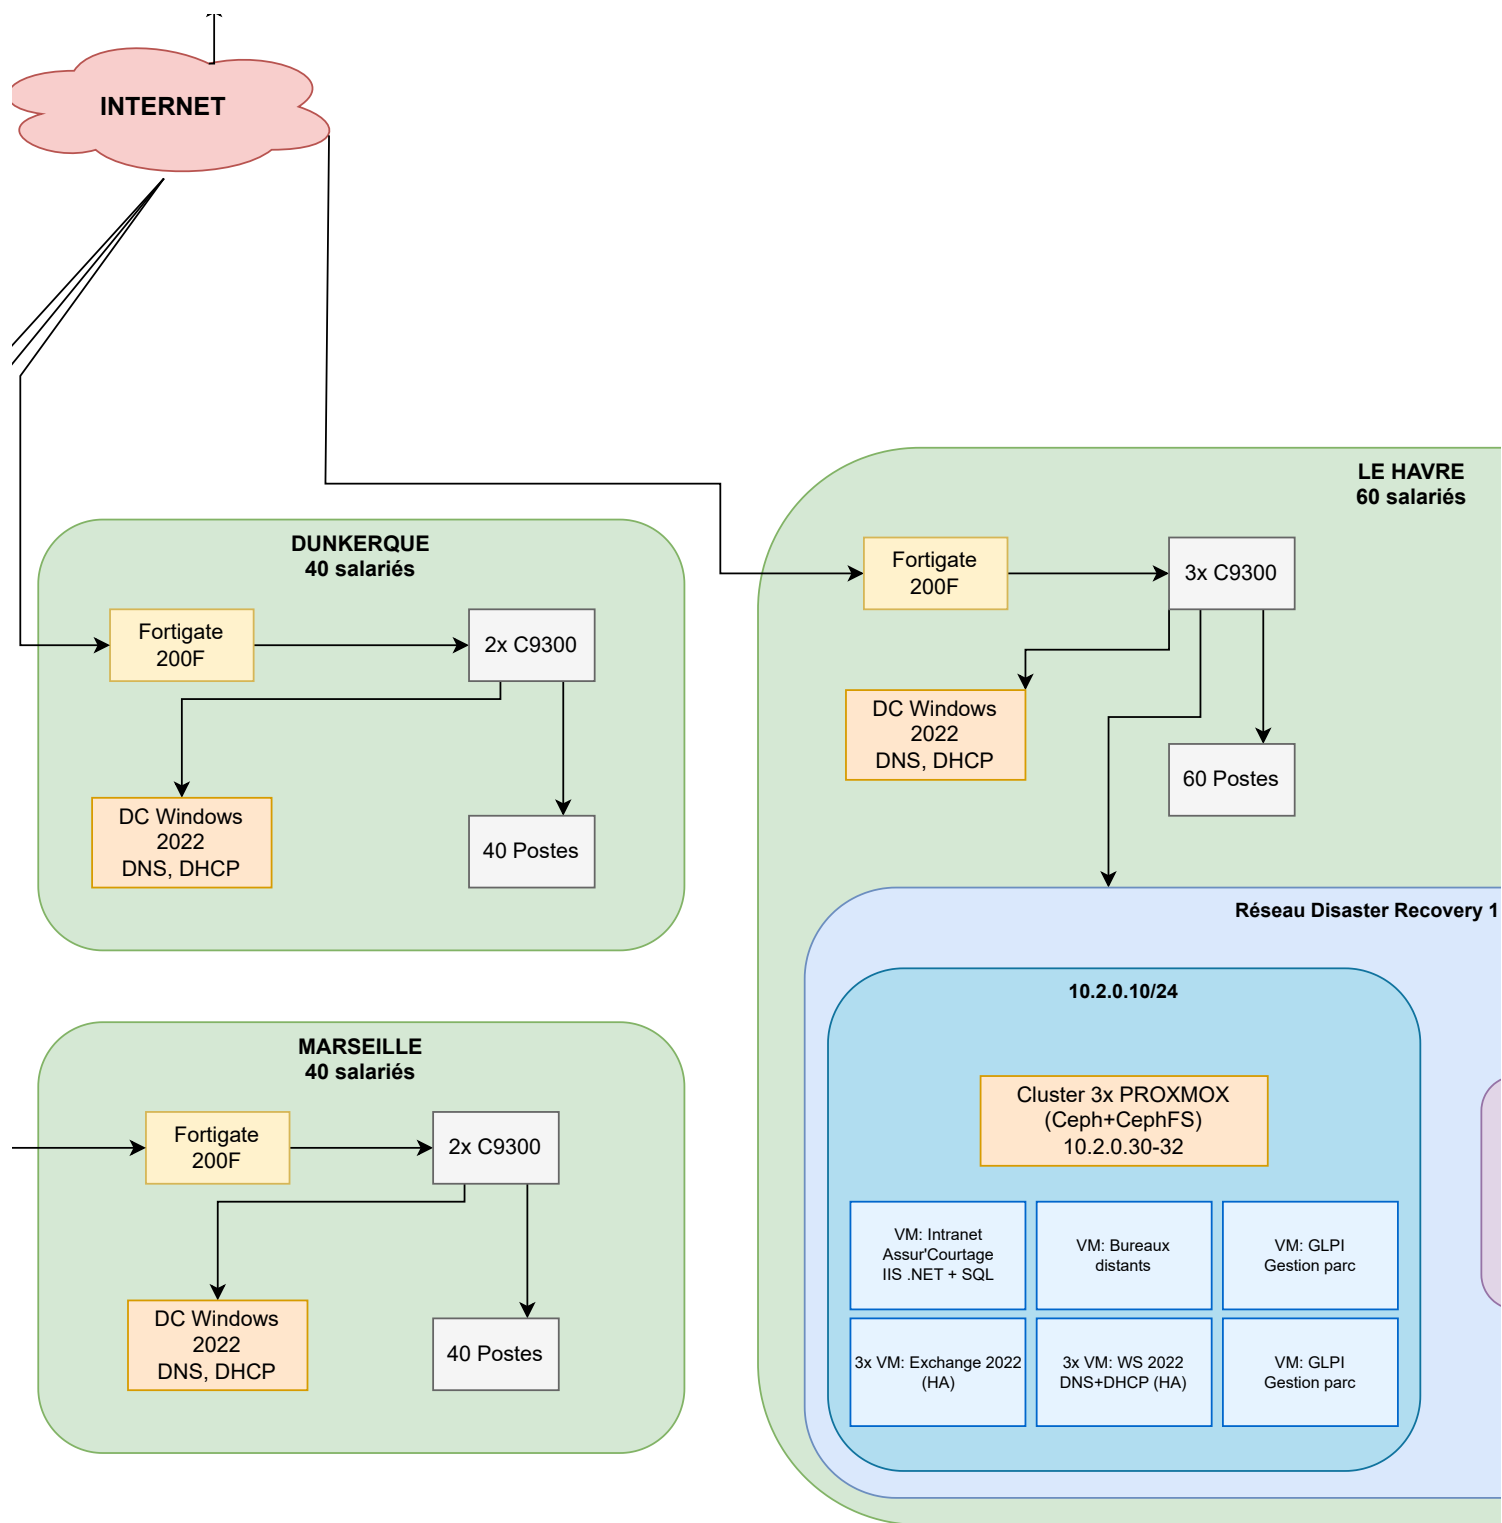 INTERNET
LE HAVRE
60 salariés
Fortigate
200F
3x C9300
DC Windows
2022
DNS, DHCP
60 Postes
DUNKERQUE
40 salariés
Fortigate
200F
2x C9300
DC Windows
2022
DNS, DHCP
40 Postes
MARSEILLE
40 salariés
Fortigate
200F
2x C9300
DC Windows
2022
DNS, DHCP
40 Postes
Réseau Disaster Recovery 1
10.2.0.10/24
Cluster 3x PROXMOX
(Ceph+CephFS)
10.2.0.30-32
VM: Intranet
Assur'Courtage
IIS .NET + SQL
VM: Bureaux
distants
VM: GLPI
Gestion parc
3x VM: Exchange 2022
(HA)
3x VM: WS 2022
DNS+DHCP (HA)
VM: GLPI
Gestion parc